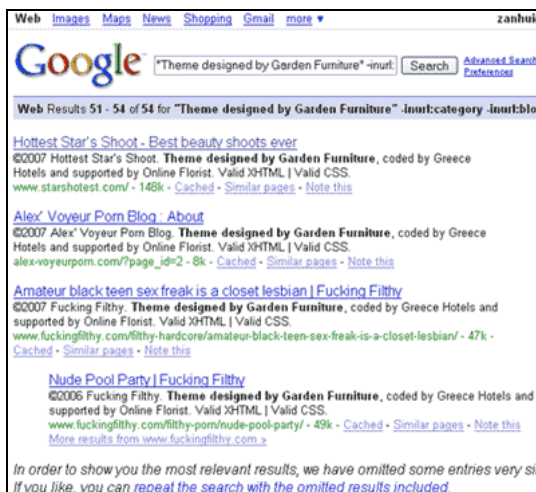 Web Images Maps News Shopping Gmail more ▼ zanhui
Google "Theme designed by Garden Furniture" -inurl: Search Advanced Search
Preferences
Web Results 51 - 54 of 54 for "Theme designed by Garden Furniture" -inurl:category -inurl:blo
Hottest Star's Shoot - Best beauty shoots ever
©2007 Hottest Star's Shoot. Theme designed by Garden Furniture, coded by Greece
Hotels and supported by Online Florist. Valid XHTML | Valid CSS.
www.starshotest.com/ - 148k - Cached - Similar pages - Note this
Alex' Voyeur Porn Blog : About
©2007 Alex' Voyeur Porn Blog. Theme designed by Garden Furniture, coded by Greece
Hotels and supported by Online Florist. Valid XHTML | Valid CSS.
alex-voyeurporn.com/?page_id=2 - 8k - Cached - Similar pages - Note this
Amateur black teen sex freak is a closet lesbian | Fucking Filthy
©2007 Fucking Filthy. Theme designed by Garden Furniture, coded by Greece Hotels and
supported by Online Florist. Valid XHTML | Valid CSS.
www.fuckingfilthy.com/filthy-hardcore/amateur-black-teen-sex-freak-is-a-closet-lesbian/ - 47k -
Cached - Similar pages - Note this
Nude Pool Party | Fucking Filthy
©2006 Fucking Filthy. Theme designed by Garden Furniture, coded by Greece Hotels and
supported by Online Florist. Valid XHTML | Valid CSS.
www.fuckingfilthy.com/filthy-porn/nude-pool-party/ - 49k - Cached - Similar pages - Note this
More results from www.fuckingfilthy.com »
In order to show you the most relevant results, we have omitted some entries very si
If you like, you can repeat the search with the omitted results included.